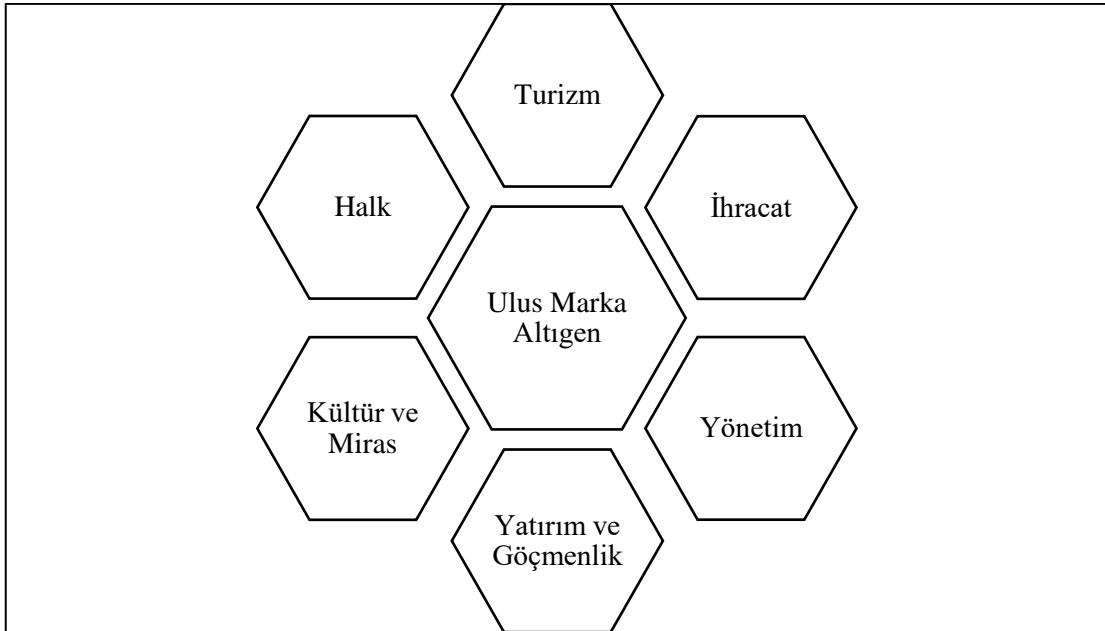 Turizm
Halk
İhracat
Ulus Marka
Altıgen
Kültür ve
Miras
Yönetim
Yatırım ve
Göçmenlik